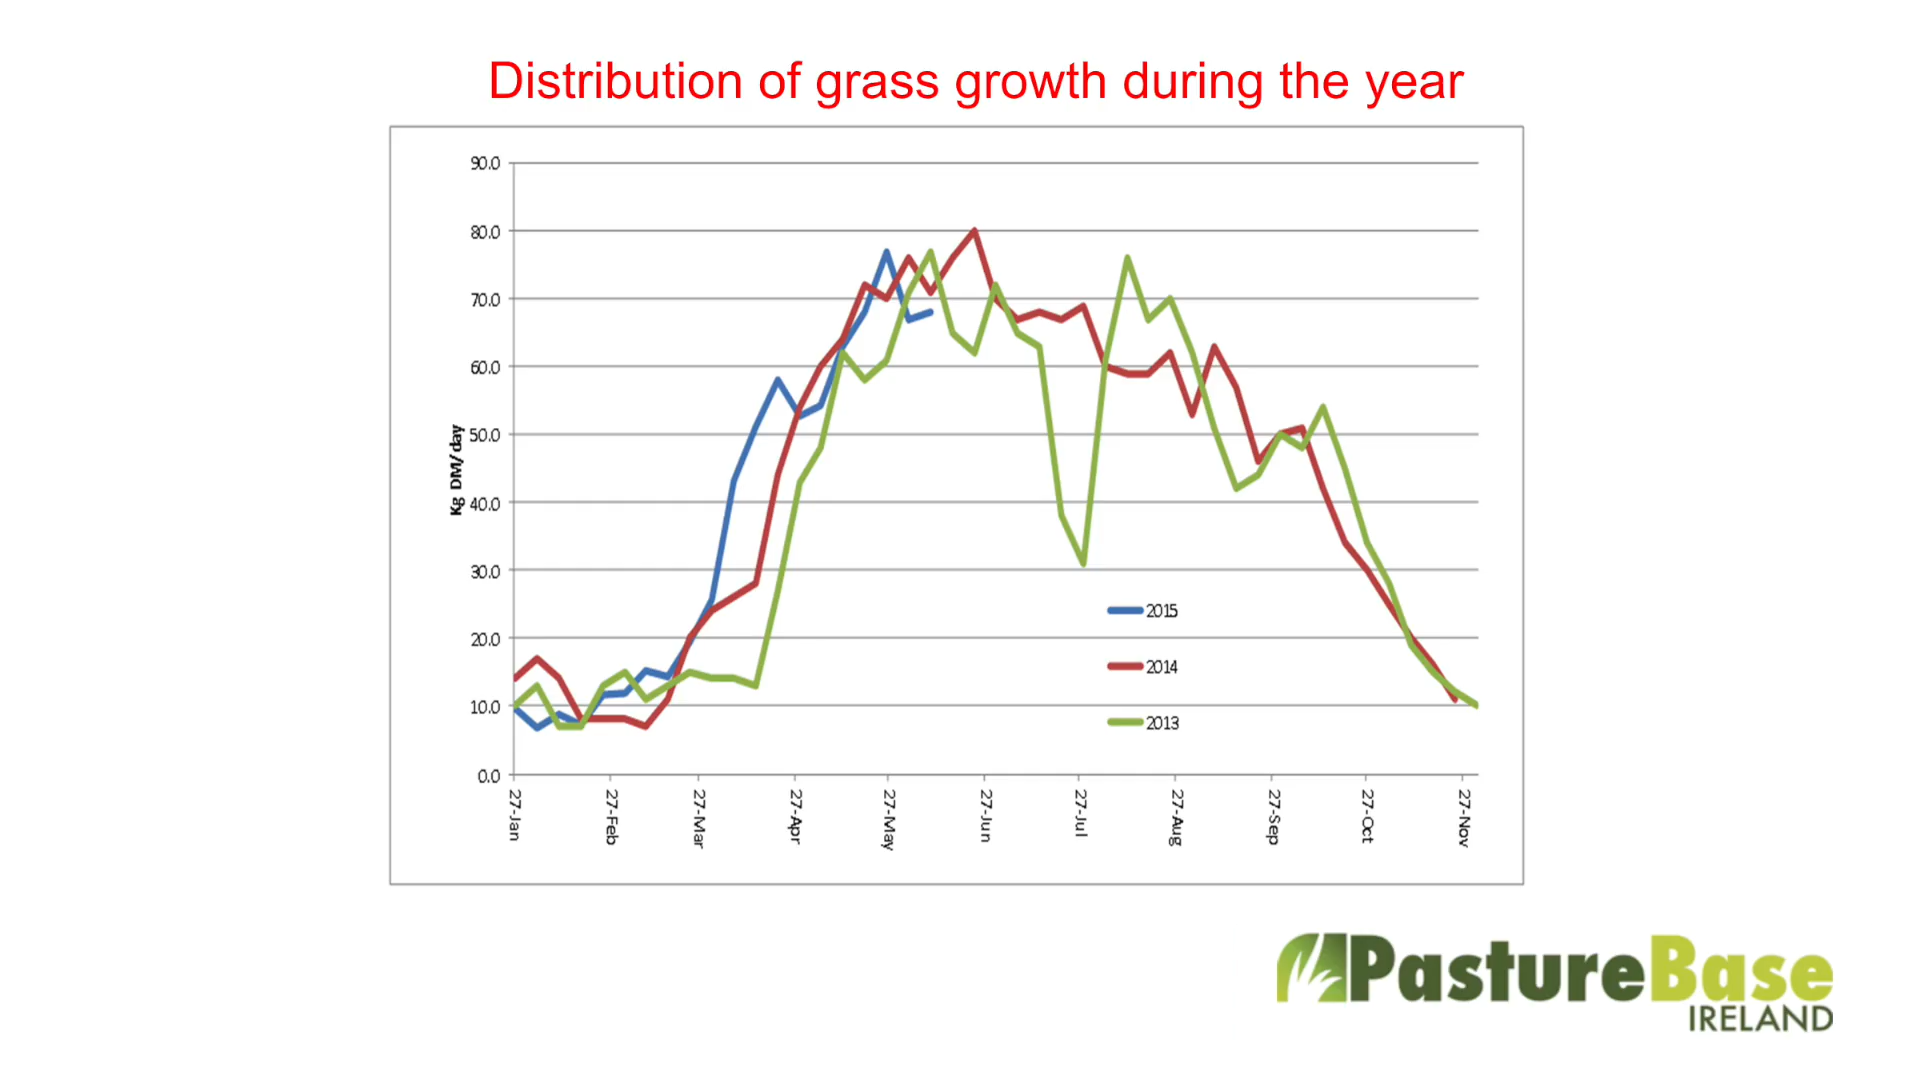 Distribution of grass growth during the year
90.0
80.0
70.0
60.0
50.0
40.0
30.0
20.0
10.0
0.0
Kg DM/day
27-Jan
27-Feb
27-Mar
27-Apr
27-May
27-Jun
27-Jul
27-Aug
27-Sep
27-Oct
27-Nov
2015
2014
2013
PastureBase
IRELAND